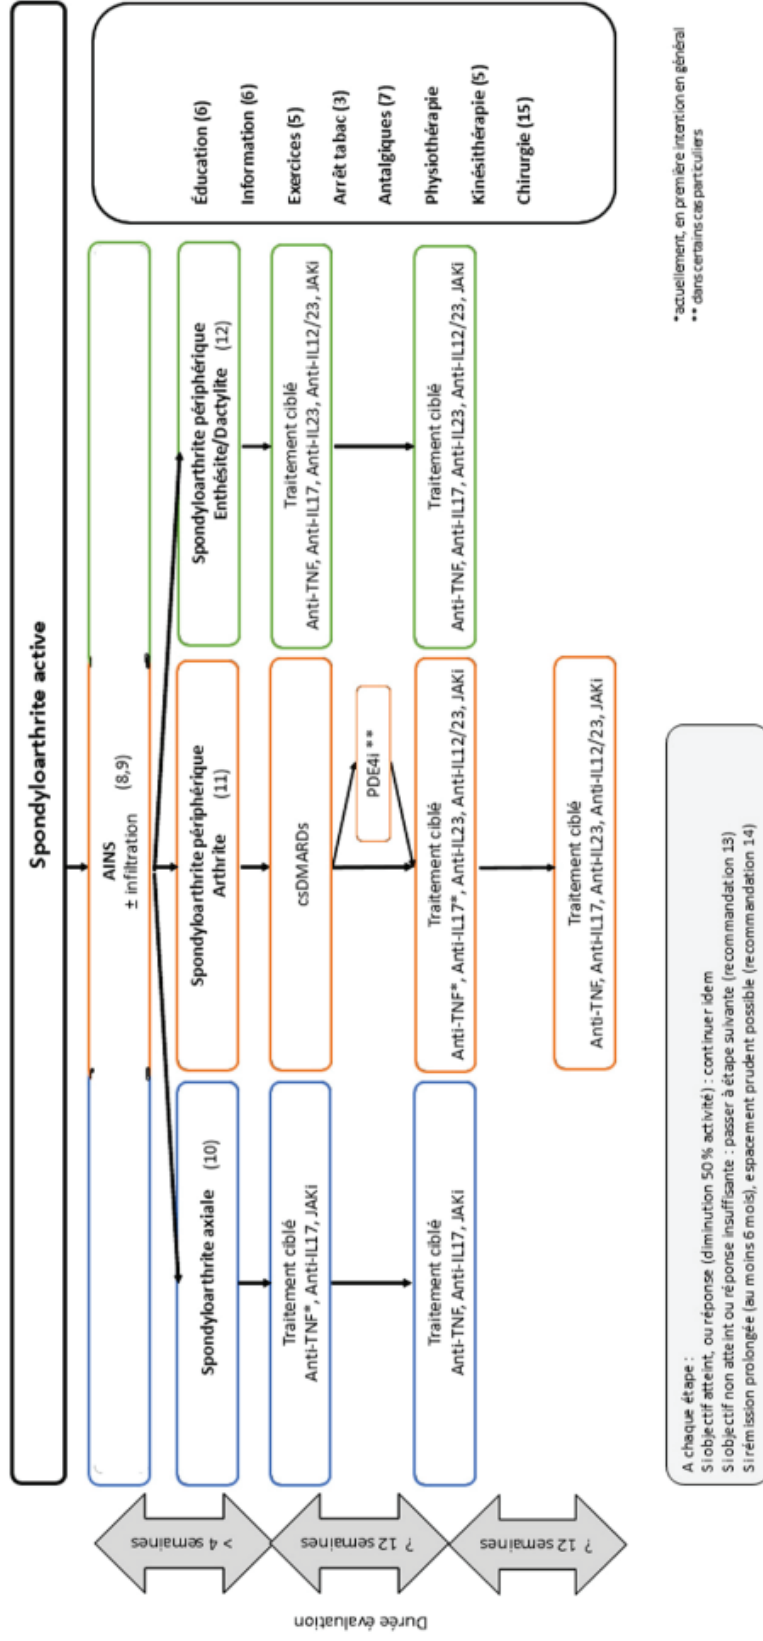 Spondyloarthrite active
AINS
± infiltration (8,9)
Spondyloarthrite axiale (10)
Traitement ciblé
Anti-TNF*, Anti-IL17, JAKi
Traitement ciblé
Anti-TNF, Anti-IL17, JAKi
Spondyloarthrite périphérique
Arthrite (11)
csDMARDs
PDE4i **
Traitement ciblé
Anti-TNF*, Anti-IL17*, Anti-IL23, Anti-IL12/23, JAKi
Traitement ciblé
Anti-TNF, Anti-IL17, Anti-IL23, Anti-IL12/23, JAKi
Spondyloarthrite périphérique
Enthésite/Dactylite (12)
Traitement ciblé
Anti-TNF, Anti-IL17, Anti-IL23, Anti-IL12/23, JAKi
Traitement ciblé
Anti-TNF, Anti-IL17, Anti-IL23, Anti-IL12/23, JAKi
Éducation (6)
Information (6)
Exercices (5)
Arrêt tabac (3)
Antalgiques (7)
Physiothérapie
Kinésithérapie (5)
Chirurgie (15)
Durée évaluation
> 4 semaines
? 12 semaines
? 12 semaines
A chaque étape :
Si objectif atteint, ou réponse (diminution 50% activité) : continuer idem
Si objectif non atteint ou réponse insuffisante : passer à étape suivante (recommandation 13)
Si rémission prolongée (au moins 6 mois), espacement prudent possible (recommandation 14)
*actuellement, en première intention en général
** dans certains cas particuliers